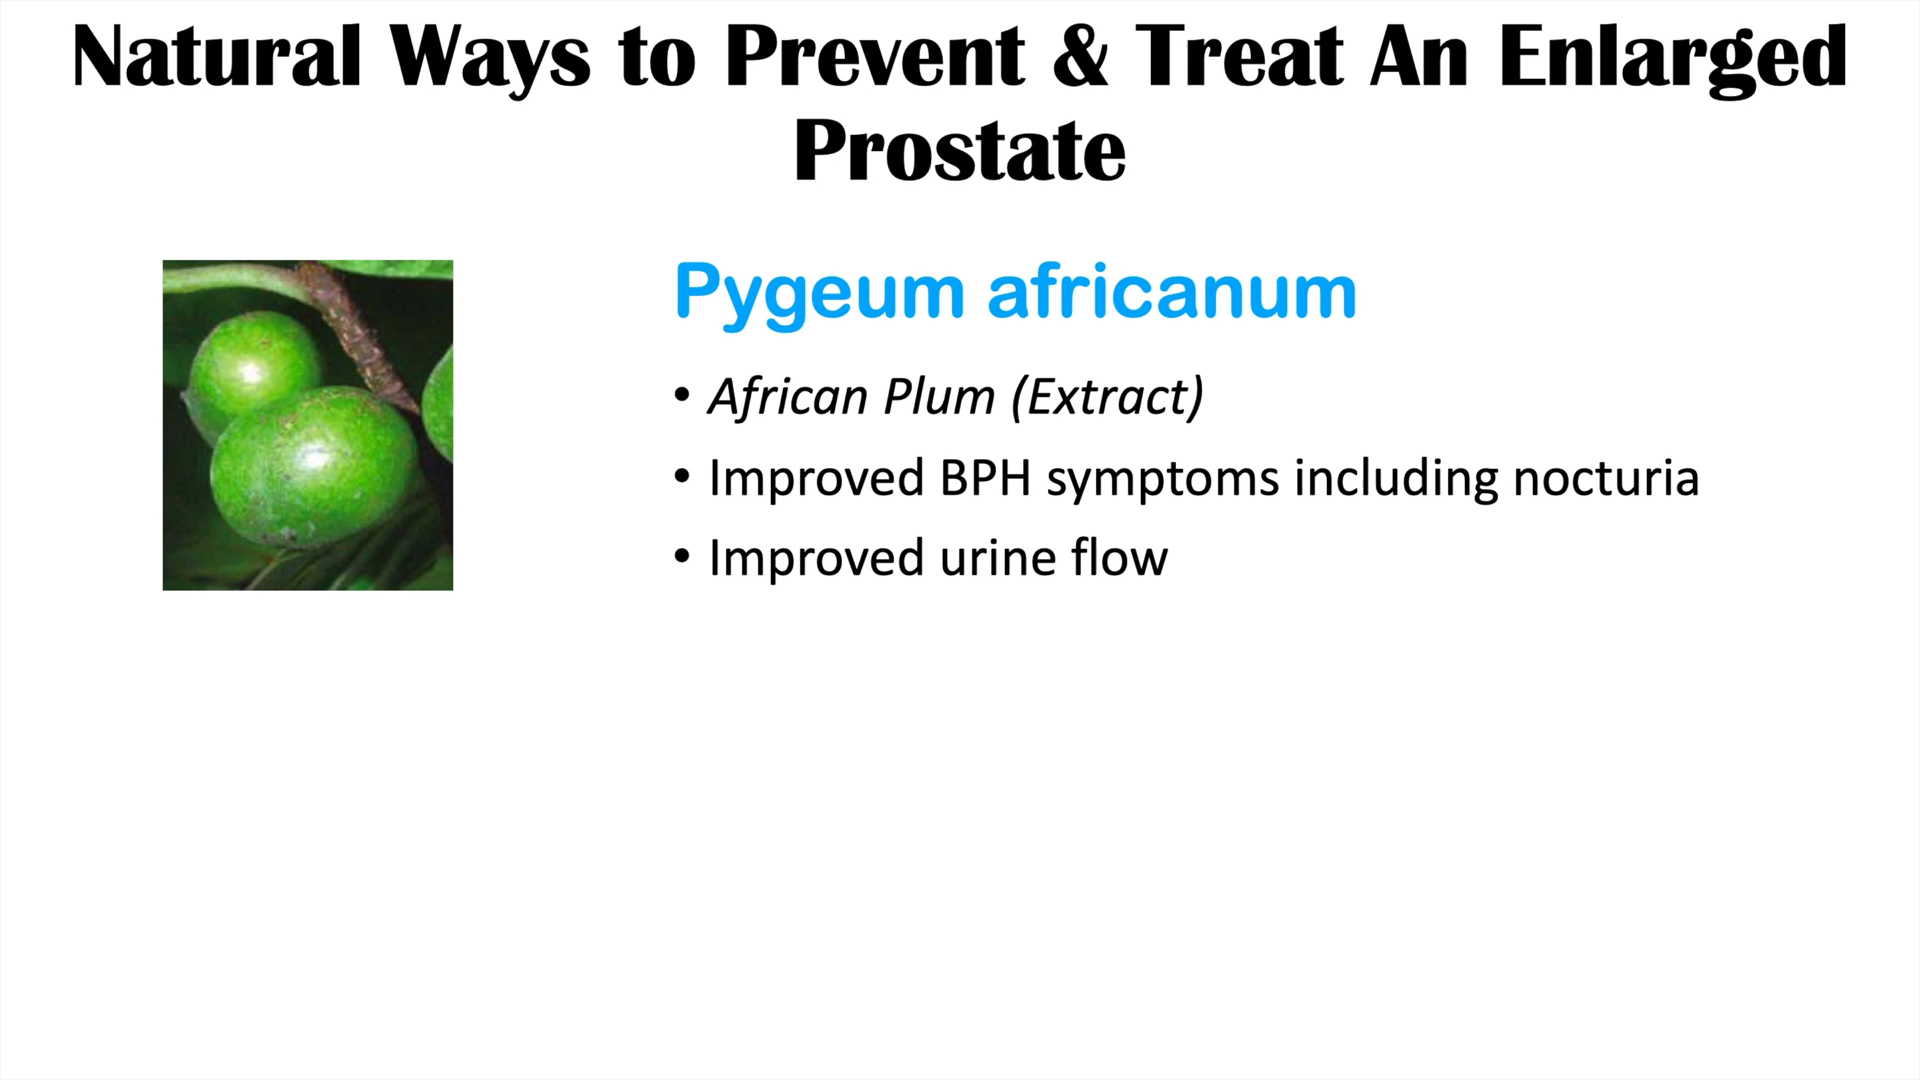 Natural Ways to Prevent & Treat An Enlarged
Prostate
Pygeum africanum
• African Plum (Extract)
• Improved BPH symptoms including nocturia
• Improved urine flow